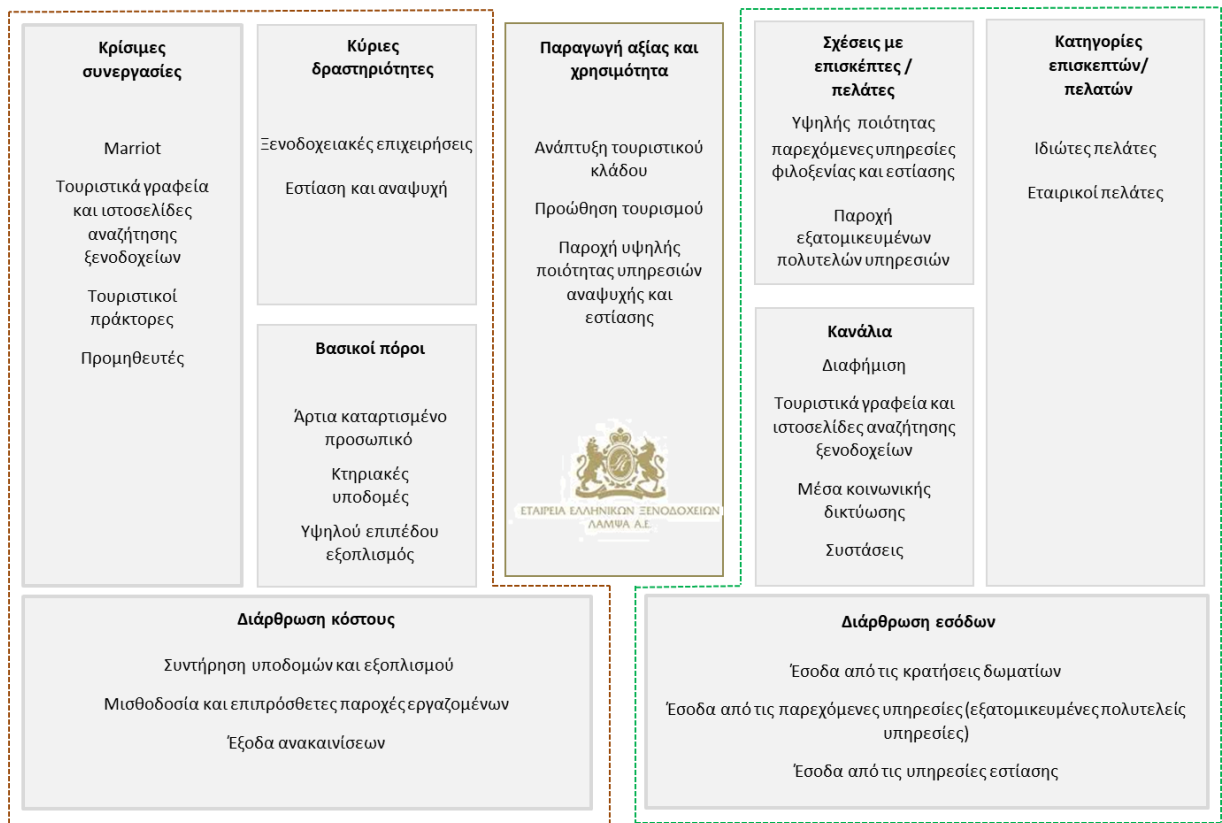 Κρίσιμες
συνεργασίες
Marriot
Τουριστικά γραφεία
και ιστοσελίδες
αναζήτησης
ξενοδοχείων
Τουριστικοί
πράκτορες
Προμηθευτές
Κύριες
δραστηριότητες
Ξενοδοχειακές επιχειρήσεις
Εστίαση και αναψυχή
Βασικοί πόροι
Άρτια καταρτισμένο
προσωπικό
Κτηριακές
υποδομές
Υψηλού επιπέδου
εξοπλισμός
Παραγωγή αξίας και
χρησιμότητα
Ανάπτυξη τουριστικού
κλάδου
Προώθηση τουρισμού
Παροχή υψηλής
ποιότητας υπηρεσιών
αναψυχής και
εστίασης
ΕΤΑΙΡΕΙΑ ΕΛΛΗΝΙΚΩΝ ΞΕΝΟΔΟΧΕΙΩΝ
ΛΑΜΨΑ Α.Ε.
Σχέσεις με
επισκέπτες /
πελάτες
Υψηλής ποιότητας
παρεχόμενες υπηρεσίες
φιλοξενίας και εστίασης
Παροχή
εξατομικευμένων
πολυτελών υπηρεσιών
Κανάλια
Διαφήμιση
Τουριστικά γραφεία και
ιστοσελίδες αναζήτησης
ξενοδοχείων
Μέσα κοινωνικής
δικτύωσης
Συστάσεις
Κατηγορίες
επισκεπτών/
πελατών
Ιδιώτες πελάτες
Εταιρικοί πελάτες
Διάρθρωση κόστους
Συντήρηση υποδομών και εξοπλισμού
Μισθοδοσία και επιπρόσθετες παροχές εργαζομένων
Έξοδα ανακαινίσεων
Διάρθρωση εσόδων
Έσοδα από τις κρατήσεις δωματίων
Έσοδα από τις παρεχόμενες υπηρεσίες (εξατομικευμένες πολυτελείς
υπηρεσίες)
Έσοδα από τις υπηρεσίες εστίασης